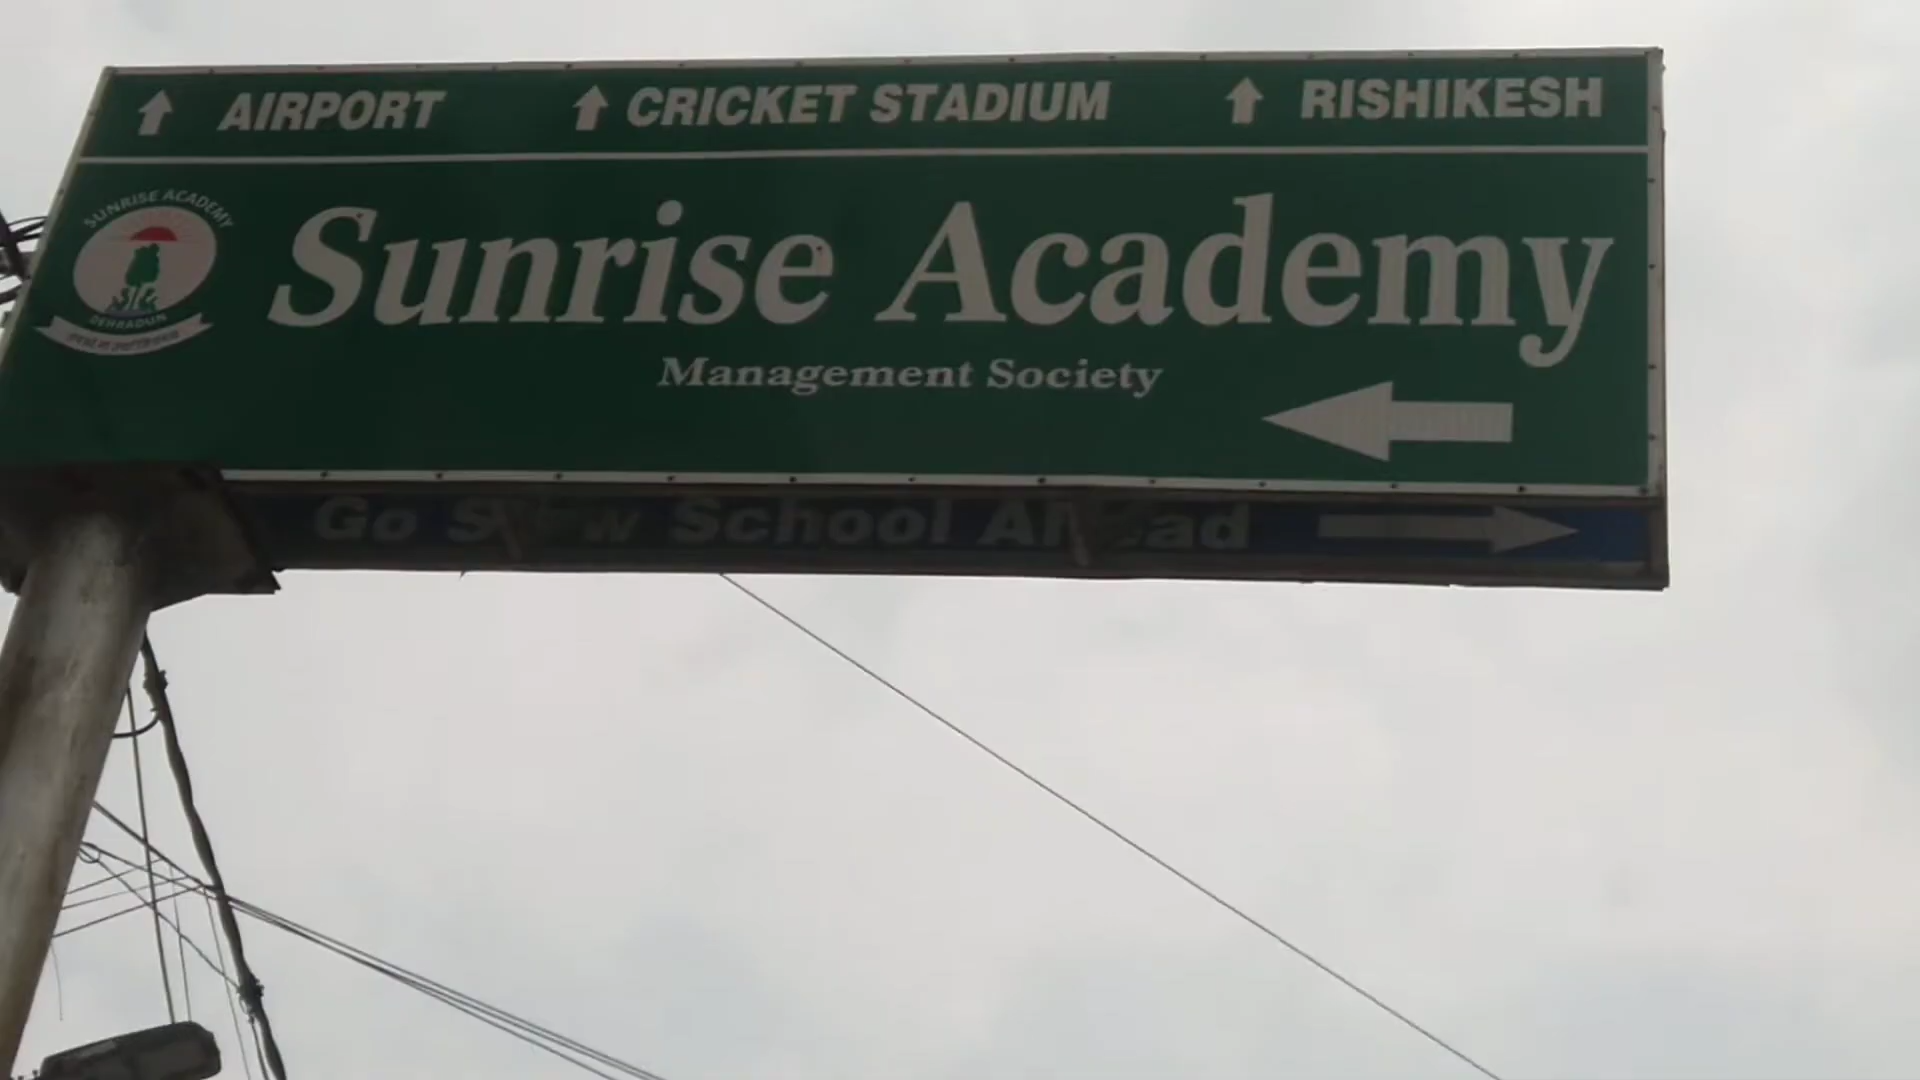 AIRPORT CRICKET STADIUM RISHIKESH
SUNRISE ACADEMY
DEHRADUN
Sunrise Academy
Management Society
Go Slow School Ahead